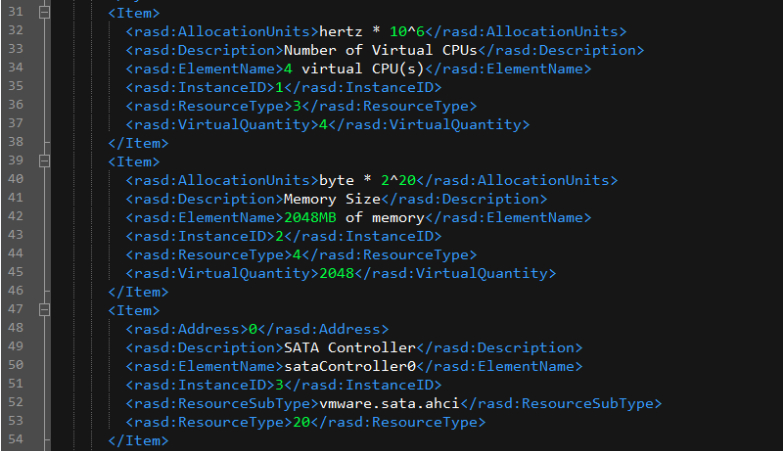 31 <Item>
32 <rasd:AllocationUnits>hertz * 10^6</rasd:AllocationUnits>
33 <rasd:Description>Number of Virtual CPUs</rasd:Description>
34 <rasd:ElementName>4 virtual CPU(s)</rasd:ElementName>
35 <rasd:InstanceID>1</rasd:InstanceID>
36 <rasd:ResourceType>3</rasd:ResourceType>
37 <rasd:VirtualQuantity>4</rasd:VirtualQuantity>
38 </Item>
39 <Item>
40 <rasd:AllocationUnits>byte * 2^20</rasd:AllocationUnits>
41 <rasd:Description>Memory Size</rasd:Description>
42 <rasd:ElementName>2048MB of memory</rasd:ElementName>
43 <rasd:InstanceID>2</rasd:InstanceID>
44 <rasd:ResourceType>4</rasd:ResourceType>
45 <rasd:VirtualQuantity>2048</rasd:VirtualQuantity>
46 </Item>
47 <Item>
48 <rasd:Address>0</rasd:Address>
49 <rasd:Description>SATA Controller</rasd:Description>
50 <rasd:ElementName>sataController0</rasd:ElementName>
51 <rasd:InstanceID>3</rasd:InstanceID>
52 <rasd:ResourceSubType>vmware.sata.ahci</rasd:ResourceSubType>
53 <rasd:ResourceType>20</rasd:ResourceType>
54 </Item>